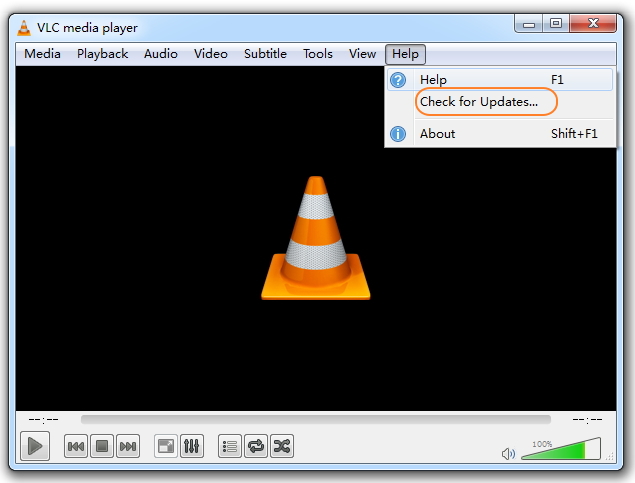 VLC media player
Media Playback Audio Video Subtitle Tools View Help
Help F1
Check for Updates...
About Shift+F1
--:-- --:--
100%